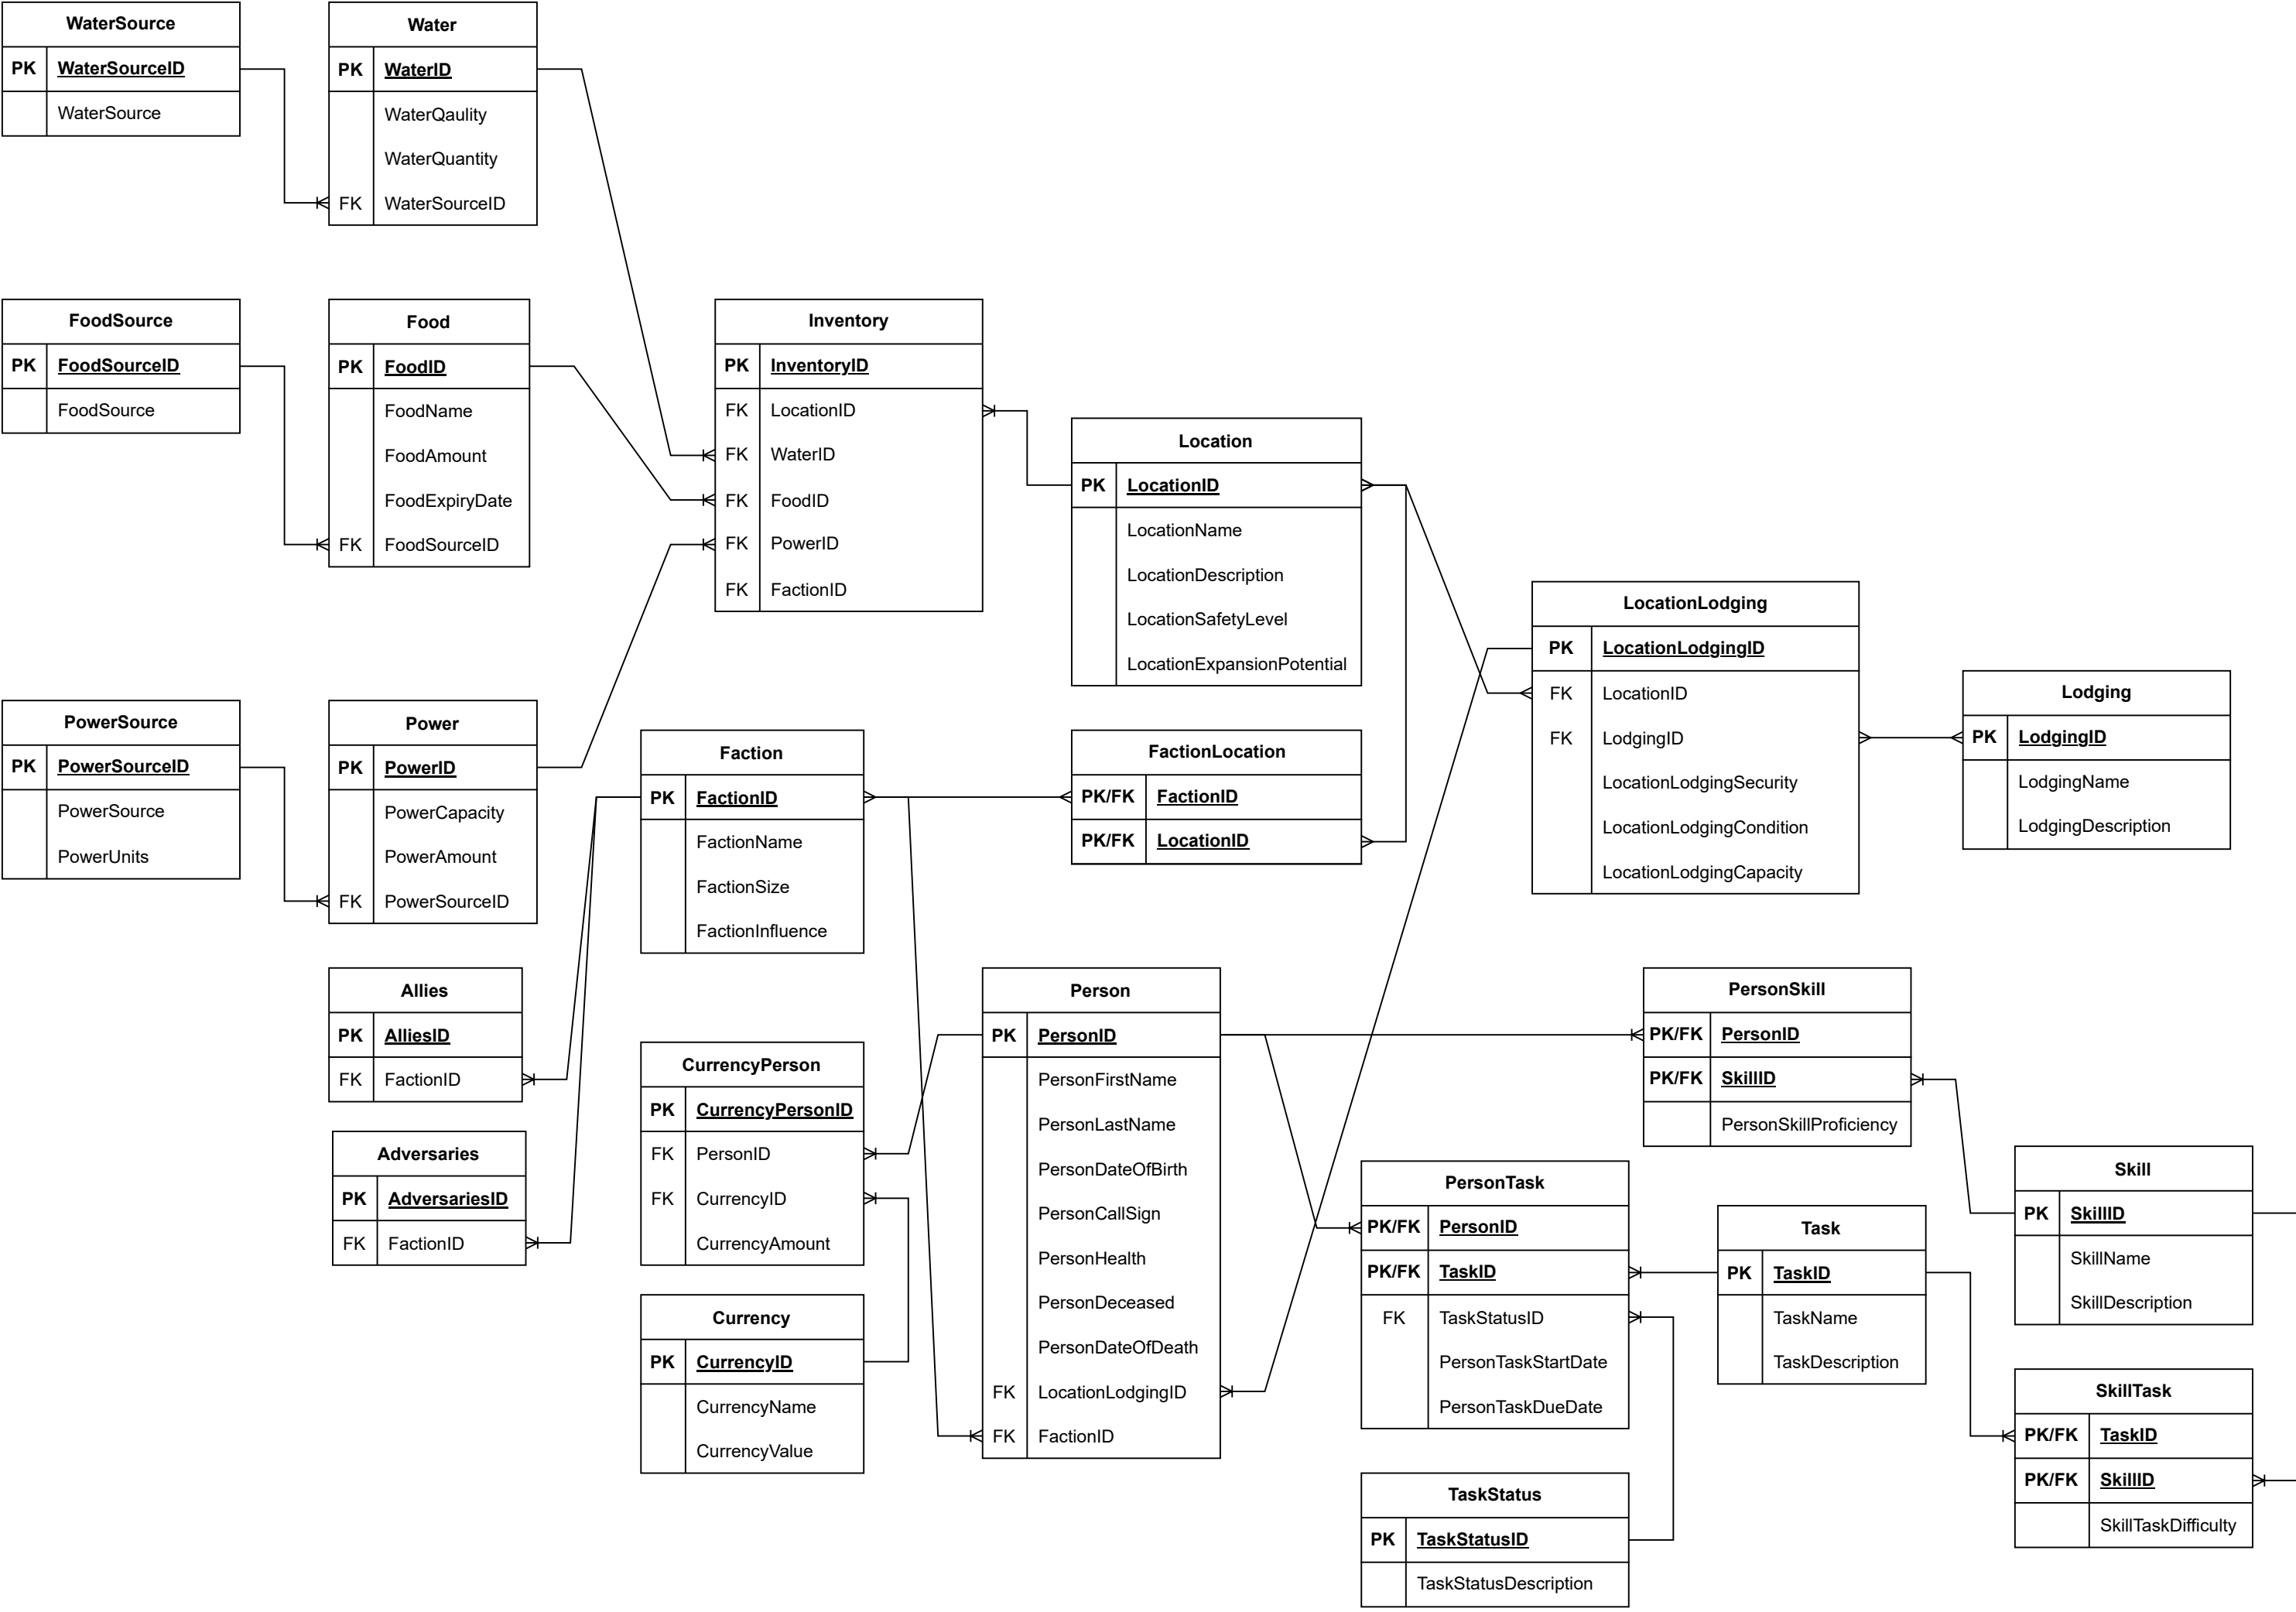 WaterSource
PK WaterSourceID
WaterSource
Water
PK WaterID
WaterQaulity
WaterQuantity
FK WaterSourceID
FoodSource
PK FoodSourceID
FoodSource
Food
PK FoodID
FoodName
FoodAmount
FoodExpiryDate
FK FoodSourceID
Inventory
PK InventoryID
FK LocationID
FK WaterID
FK FoodID
FK PowerID
FK FactionID
Location
PK LocationID
LocationName
LocationDescription
LocationSafetyLevel
LocationExpansionPotential
LocationLodging
PK LocationLodgingID
FK LocationID
FK LodgingID
LocationLodgingSecurity
LocationLodgingCondition
LocationLodgingCapacity
Lodging
PK LodgingID
LodgingName
LodgingDescription
PowerSource
PK PowerSourceID
PowerSource
PowerUnits
Power
PK PowerID
PowerCapacity
PowerAmount
FK PowerSourceID
Faction
PK FactionID
FactionName
FactionSize
FactionInfluence
FactionLocation
PK/FK FactionID
PK/FK LocationID
Allies
PK AlliesID
FK FactionID
Adversaries
PK AdversariesID
FK FactionID
CurrencyPerson
PK CurrencyPersonID
FK PersonID
FK CurrencyID
CurrencyAmount
Currency
PK CurrencyID
CurrencyName
CurrencyValue
Person
PK PersonID
PersonFirstName
PersonLastName
PersonDateOfBirth
PersonCallSign
PersonHealth
PersonDeceased
PersonDateOfDeath
FK LocationLodgingID
FK FactionID
PersonSkill
PK/FK PersonID
PK/FK SkillID
PersonSkillProficiency
PersonTask
PK/FK PersonID
PK/FK TaskID
FK TaskStatusID
PersonTaskStartDate
PersonTaskDueDate
Task
PK TaskID
TaskName
TaskDescription
Skill
PK SkillID
SkillName
SkillDescription
SkillTask
PK/FK TaskID
PK/FK SkillID
SkillTaskDifficulty
TaskStatus
PK TaskStatusID
TaskStatusDescription